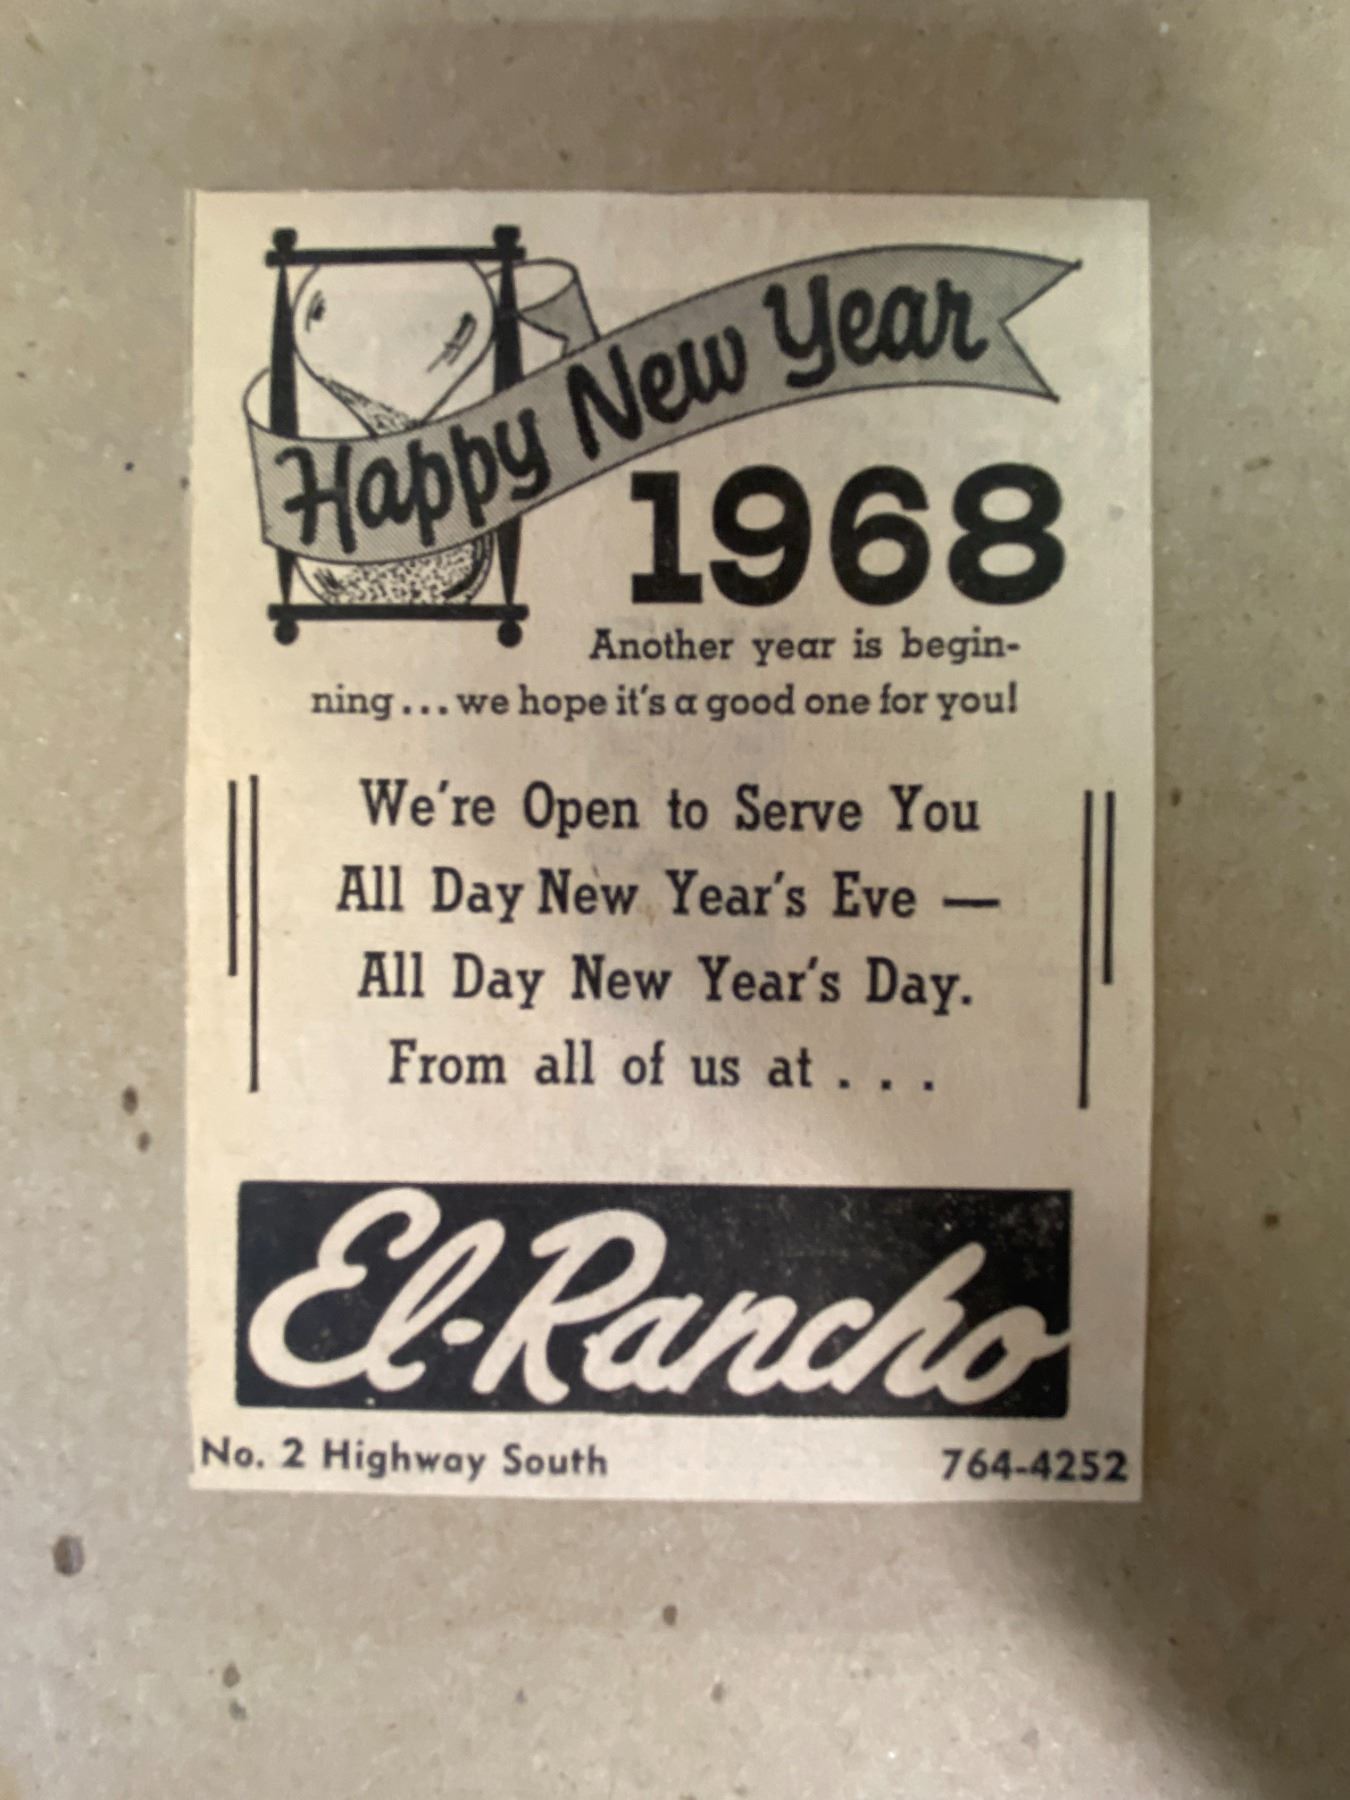 Happy New Year
1968
Another year is begin-
ning...we hope it's a good one for you!
We're Open to Serve You
All Day New Year's Eve —
All Day New Year's Day.
From all of us at . . .
El-Rancho
No. 2 Highway South 764-4252